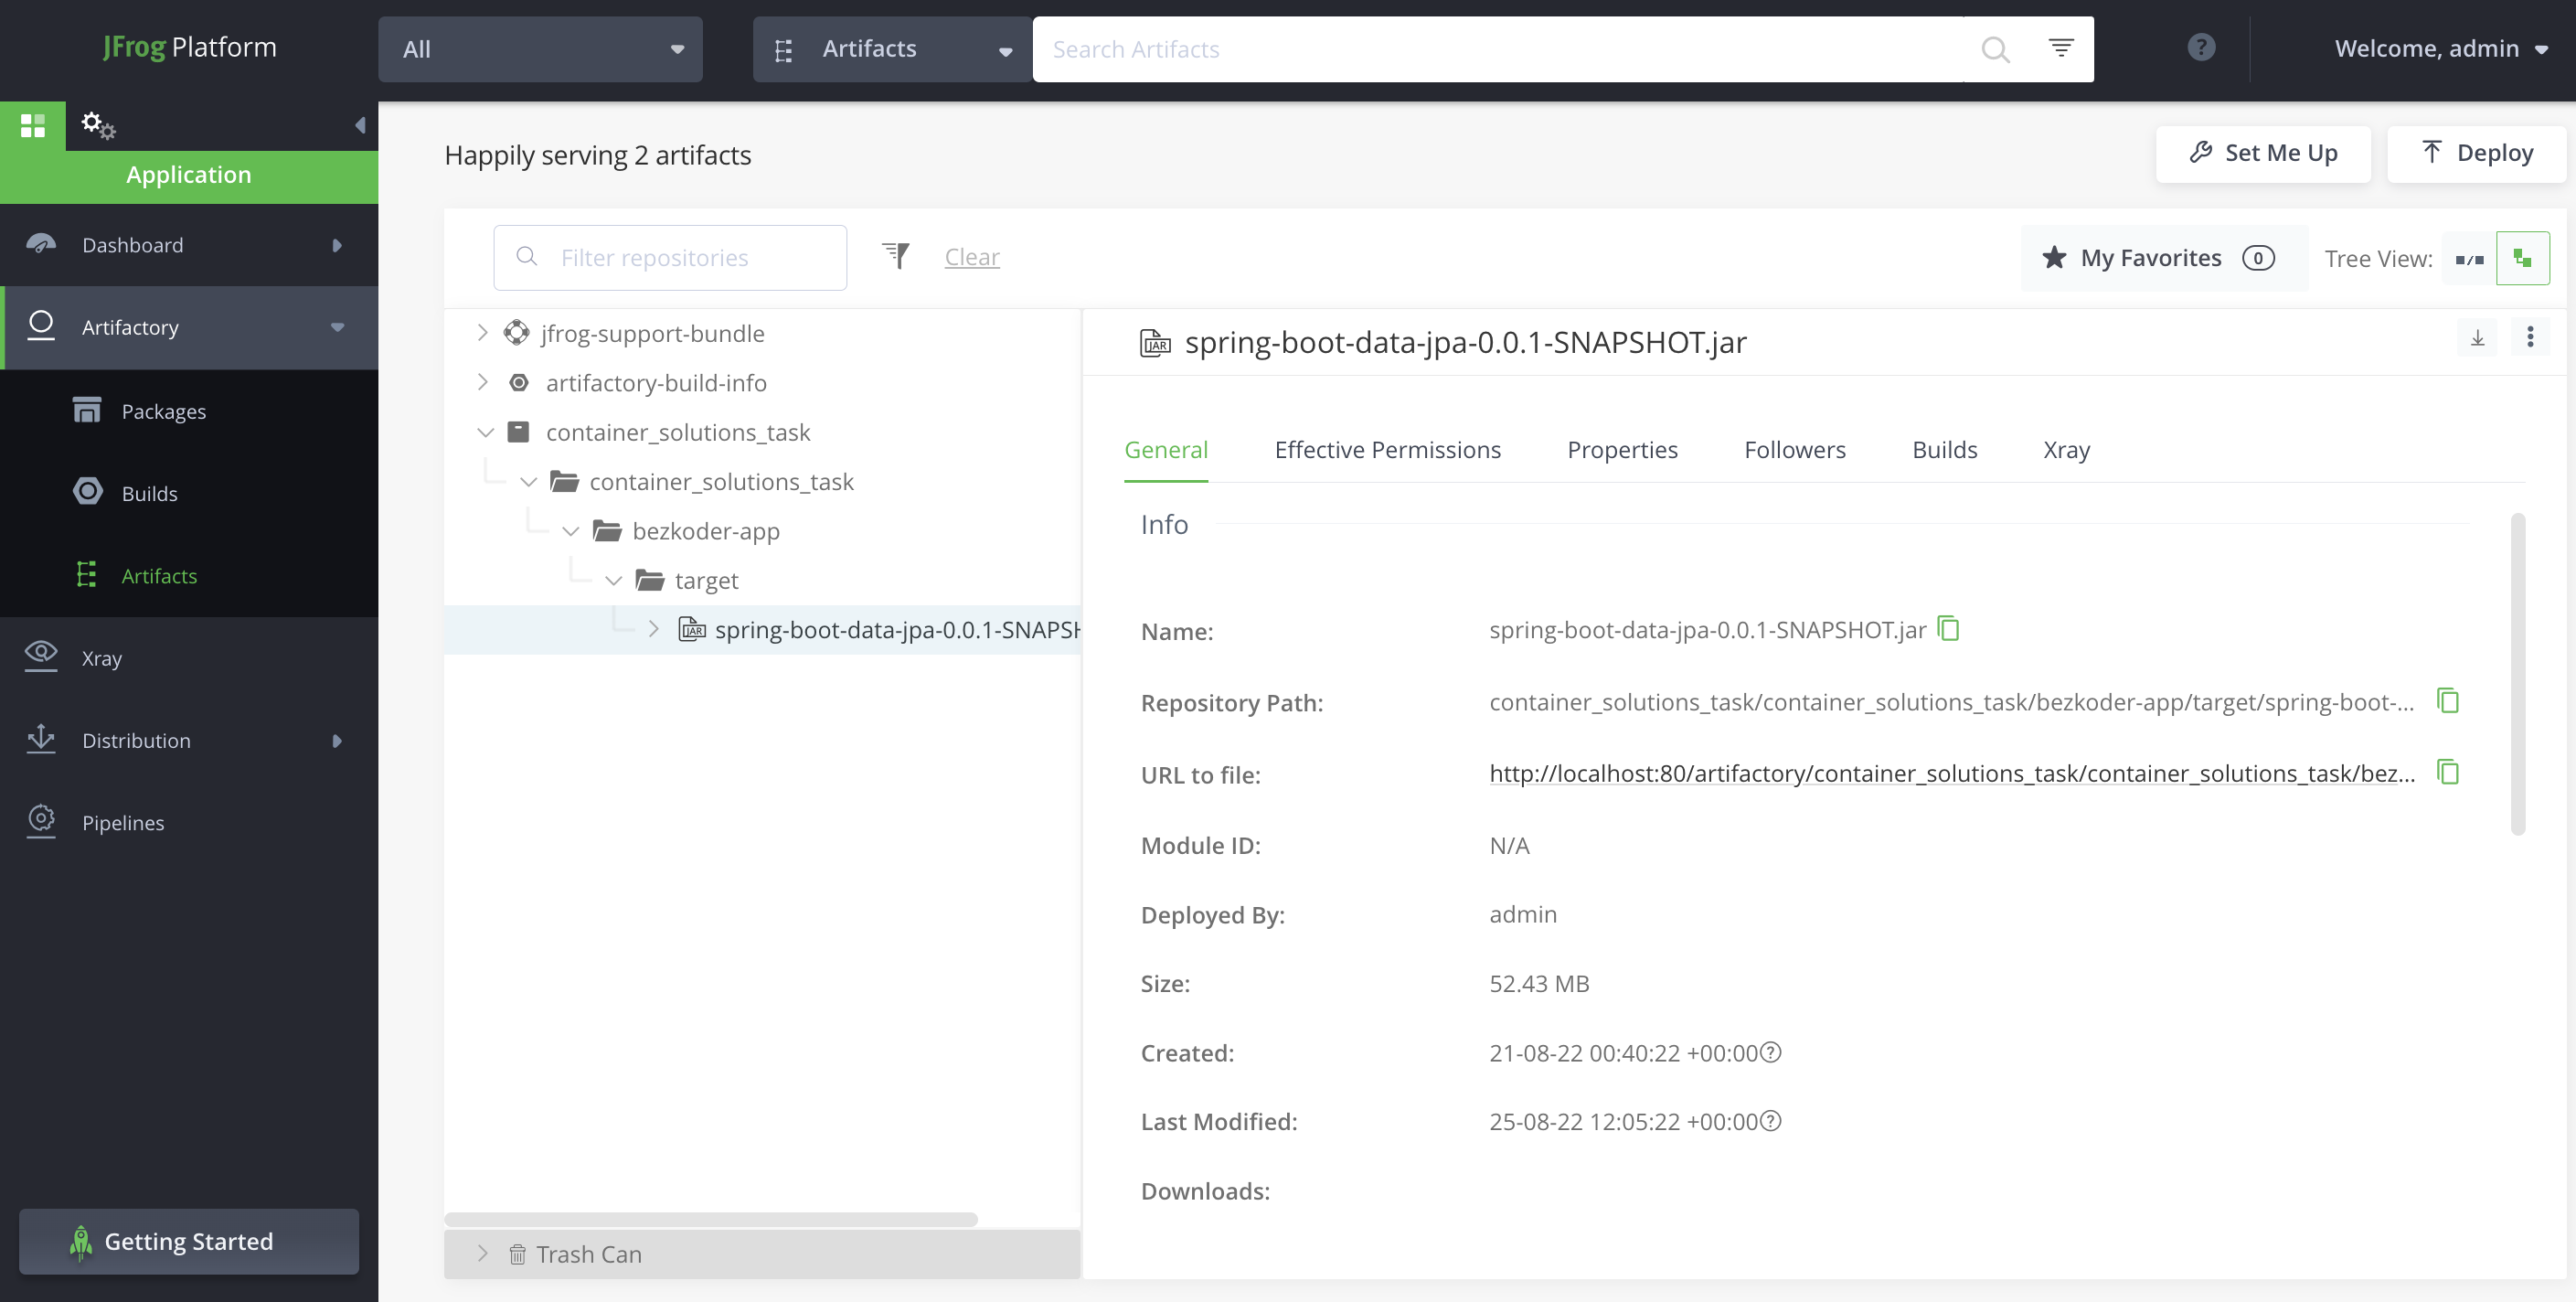 JFrog Platform
All
Artifacts
Search Artifacts
?
Welcome, admin
Application
Dashboard
Artifactory
Packages
Builds
Artifacts
Xray
Distribution
Pipelines
Getting Started
Happily serving 2 artifacts
Set Me Up
Deploy
Filter repositories
Clear
My Favorites 0
Tree View:
jfrog-support-bundle
artifactory-build-info
container_solutions_task
container_solutions_task
bezkoder-app
target
JAR spring-boot-data-jpa-0.0.1-SNAPSH
Trash Can
JAR spring-boot-data-jpa-0.0.1-SNAPSHOT.jar
General Effective Permissions Properties Followers Builds Xray
Info
Name: spring-boot-data-jpa-0.0.1-SNAPSHOT.jar
Repository Path: container_solutions_task/container_solutions_task/bezkoder-app/target/spring-boot-...
URL to file: http://localhost:80/artifactory/container_solutions_task/container_solutions_task/bez...
Module ID: N/A
Deployed By: admin
Size: 52.43 MB
Created: 21-08-22 00:40:22 +00:00 ?
Last Modified: 25-08-22 12:05:22 +00:00 ?
Downloads: